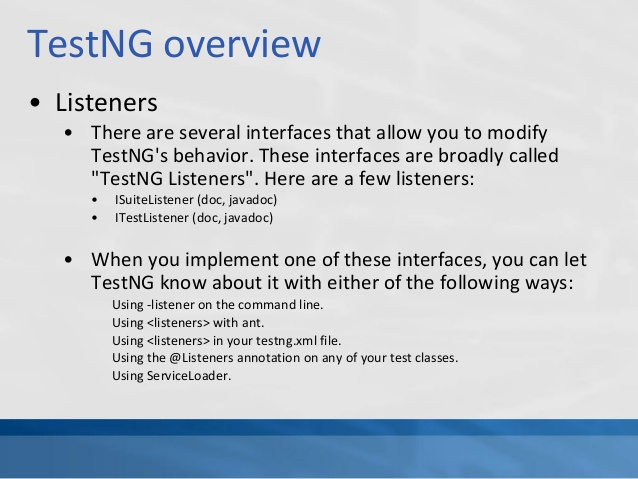 TestNG overview
• Listeners
• There are several interfaces that allow you to modify
TestNG's behavior. These interfaces are broadly called
"TestNG Listeners". Here are a few listeners:
• ISuiteListener (doc, javadoc)
• ITestListener (doc, javadoc)
• When you implement one of these interfaces, you can let
TestNG know about it with either of the following ways:
Using -listener on the command line.
Using <listeners> with ant.
Using <listeners> in your testng.xml file.
Using the @Listeners annotation on any of your test classes.
Using ServiceLoader.